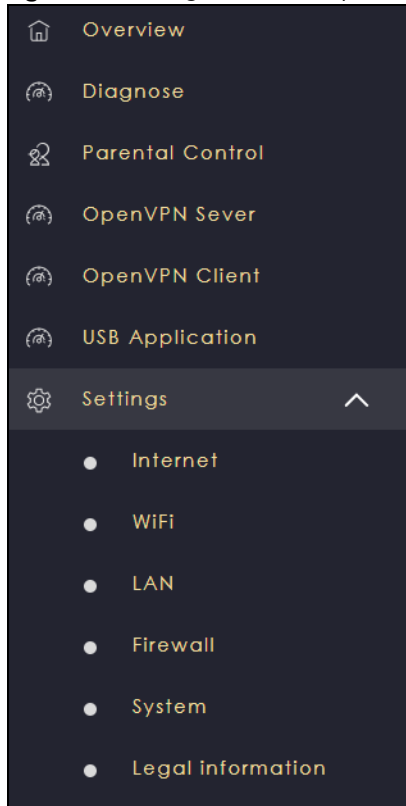 Overview
Diagnose
Parental Control
OpenVPN Sever
OpenVPN Client
USB Application
Settings
Internet
WiFi
LAN
Firewall
System
Legal information